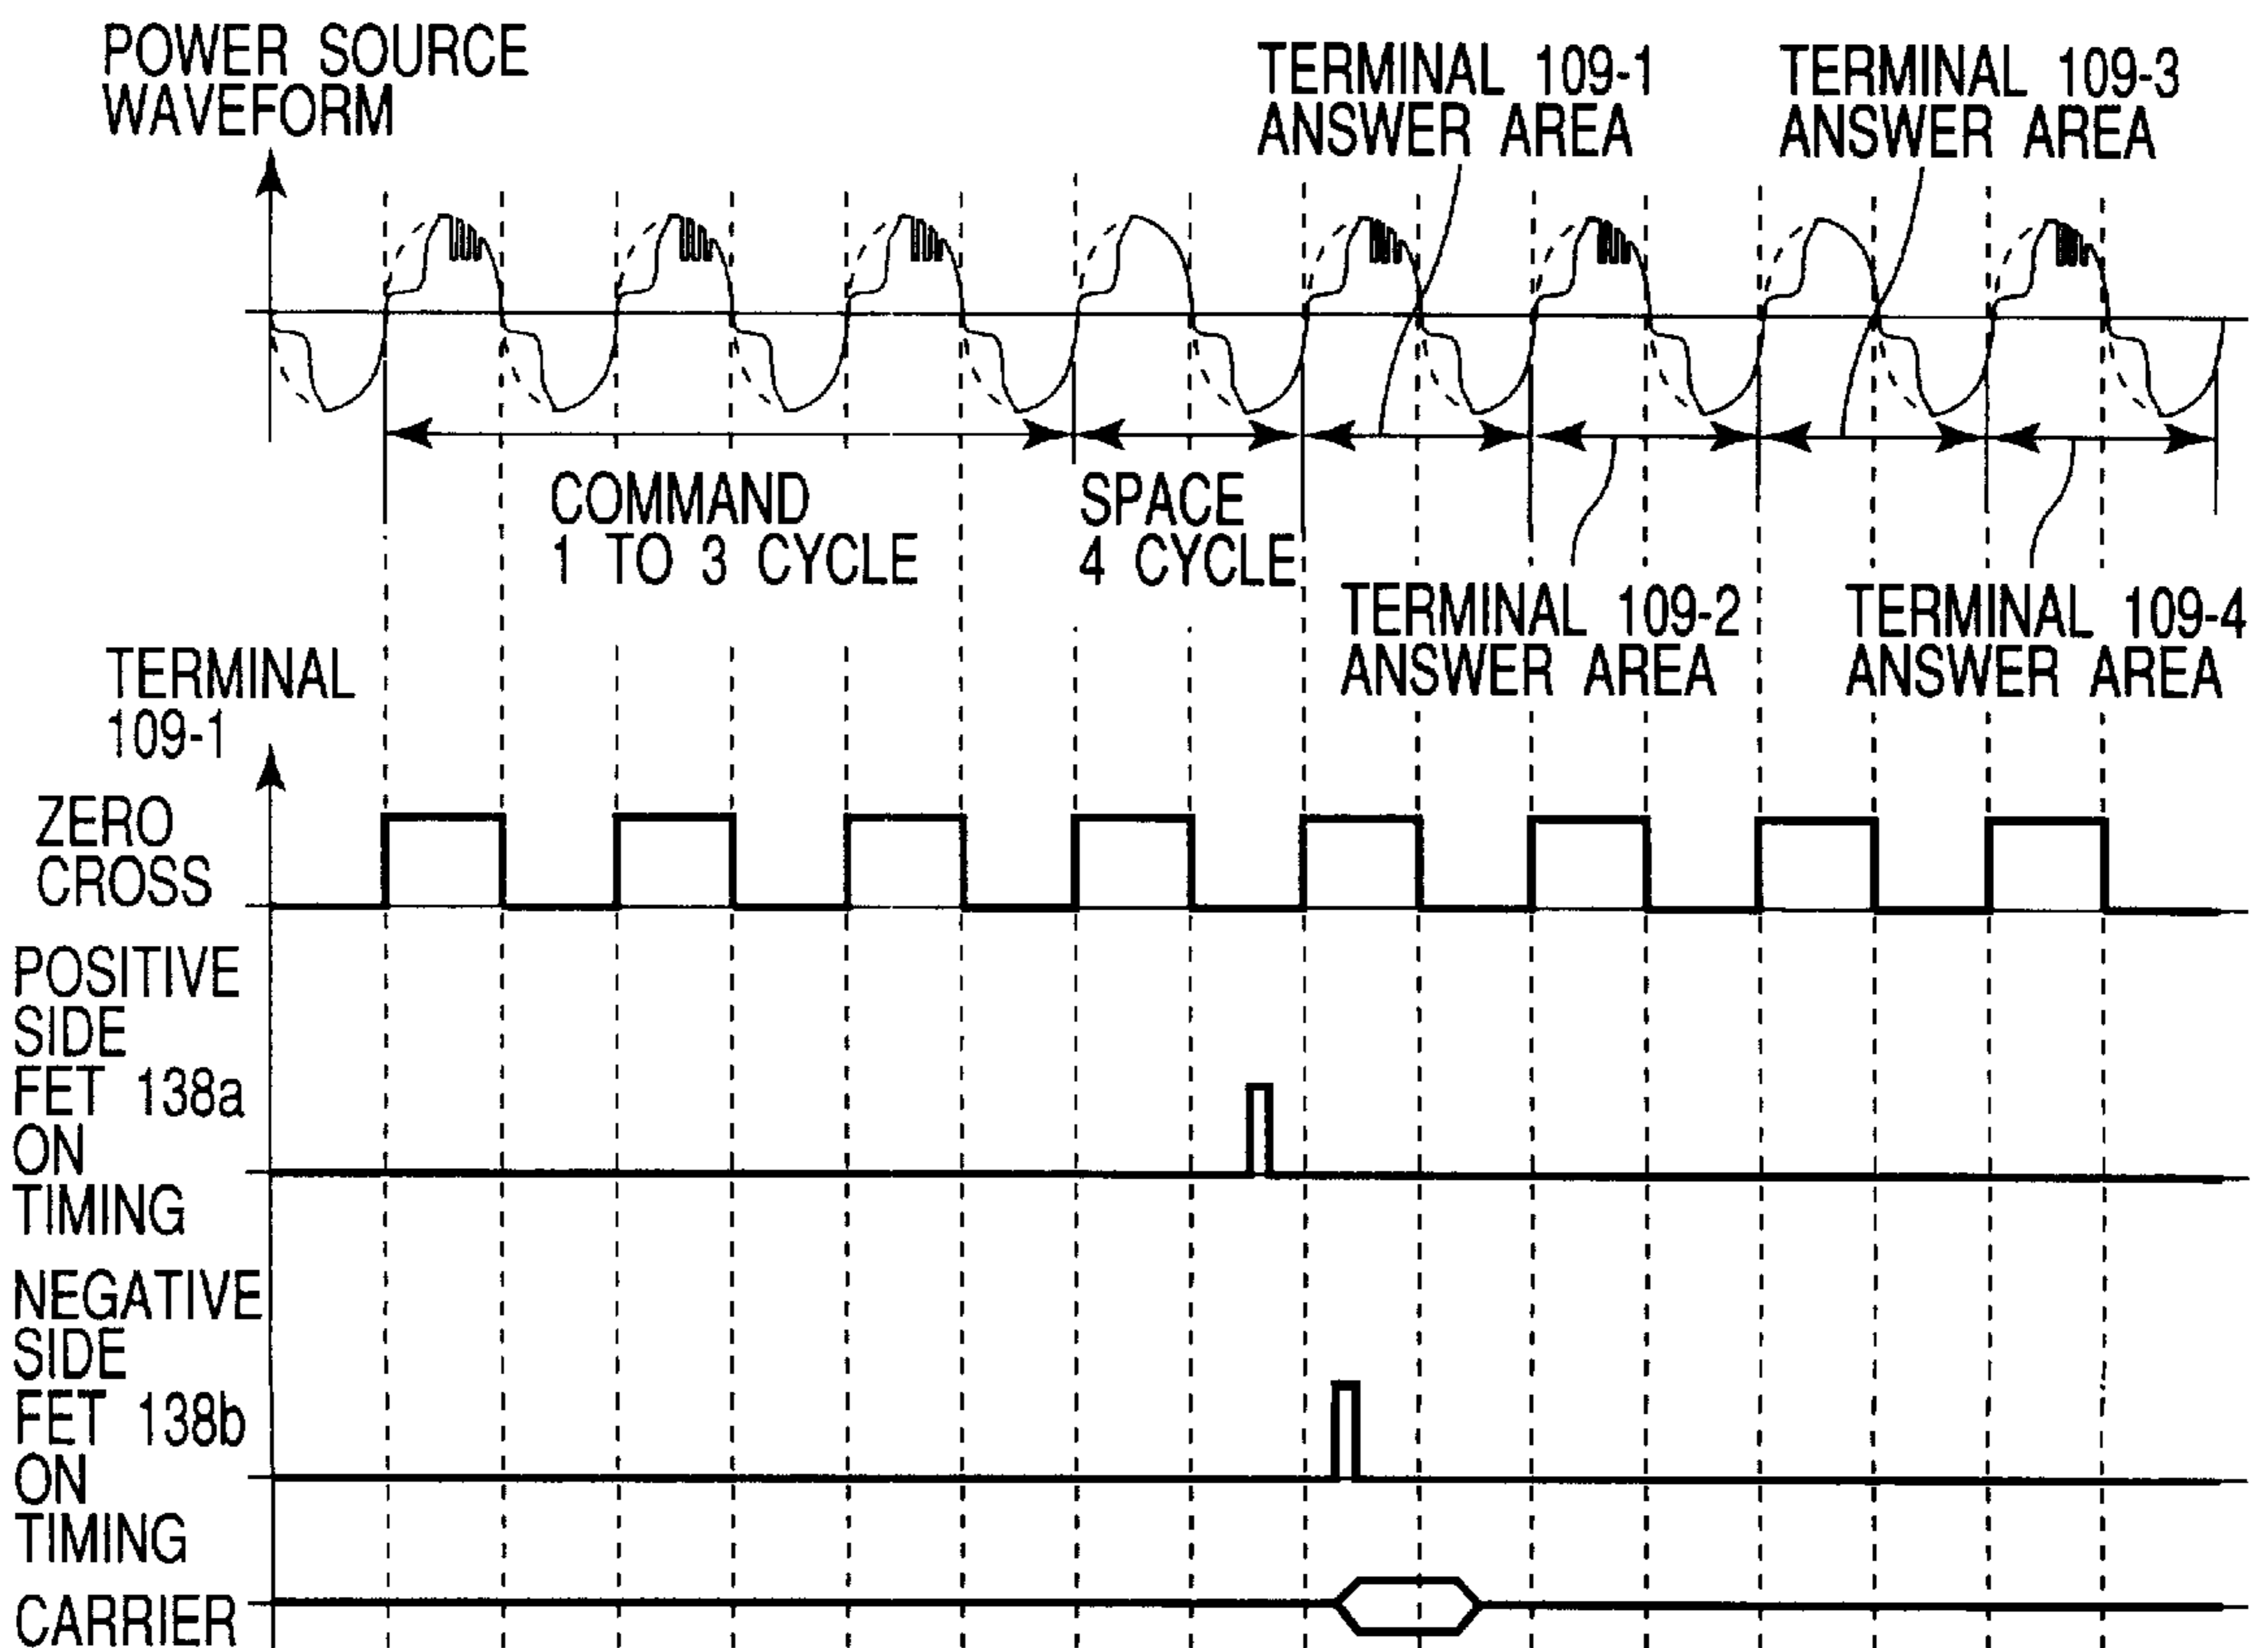 POWER SOURCE
WAVEFORM
TERMINAL 109-1
ANSWER AREA
TERMINAL 109-3
ANSWER AREA
COMMAND
1 TO 3 CYCLE
SPACE
4 CYCLE
TERMINAL 109-2
ANSWER AREA
TERMINAL 109-4
ANSWER AREA
TERMINAL
109-1
ZERO
CROSS
POSITIVE
SIDE
FET 138a
ON
TIMING
NEGATIVE
SIDE
FET 138b
ON
TIMING
CARRIER